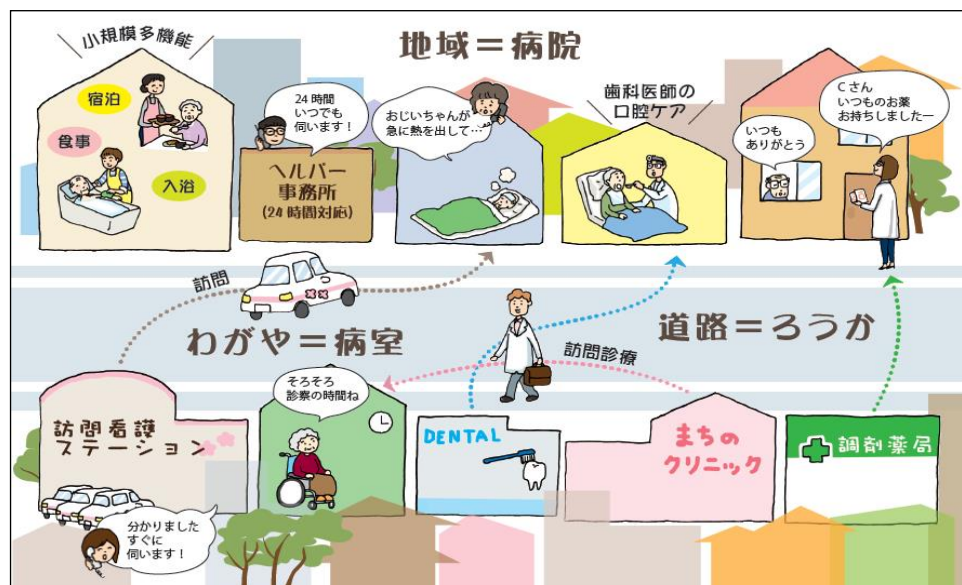 小規模多機能
地域＝病院
宿泊
食事
入浴
24時間
いつでも
伺います！
ヘルパー
事務所
(24時間対応)
おじいちゃんが
急に熱を出して…
歯科医師の
口腔ケア
いつも
ありがとう
Cさん
いつものお薬
お持ちしましたー
訪問
わがや＝病室
道路＝ろうか
訪問診療
訪問看護
ステーション
そろそろ
診察の時間ね
DENTAL
まちの
クリニック
調剤薬局
分かりました
すぐに
伺います！